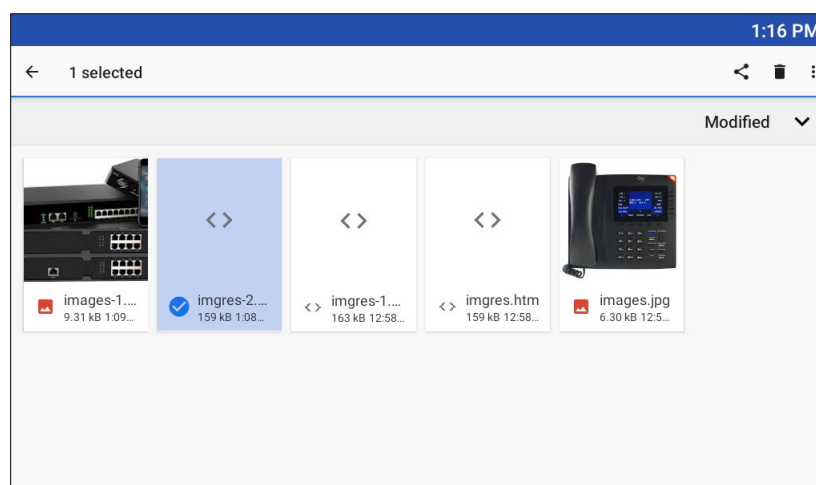 1:16 PM
1 selected
Modified
images-1....
9.31 kB 1:09...
imgres-2....
159 kB 1:08...
imgres-1....
163 kB 12:58...
imgres.htm
159 kB 12:58...
images.jpg
6.30 kB 12:5...